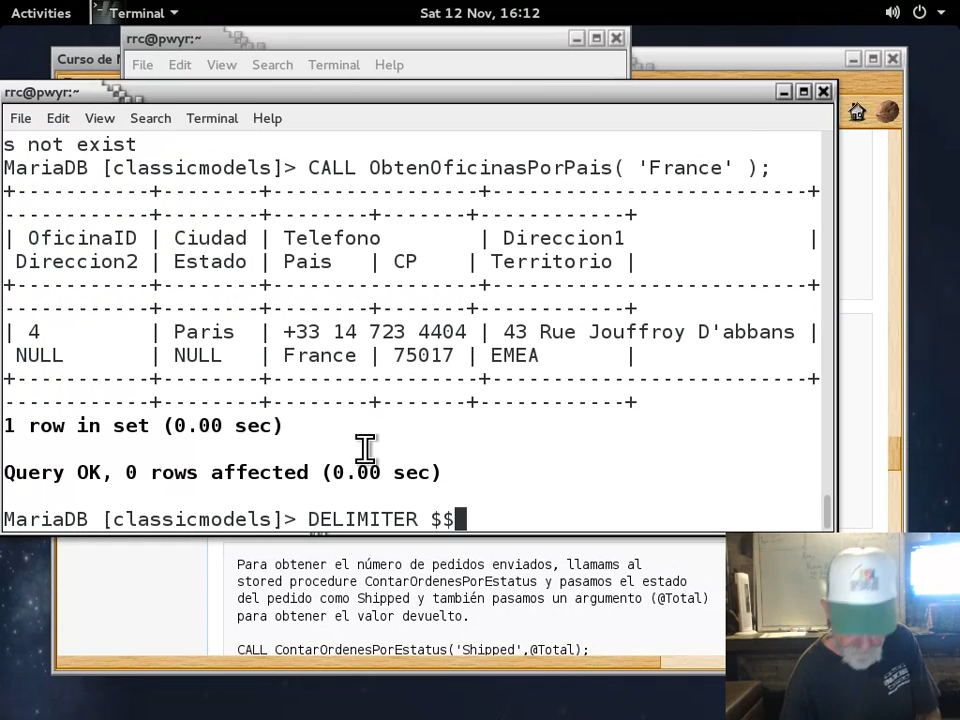 Activities Terminal Sat 12 Nov, 16:12
rrc@pwyr:~
Curso de
File Edit View Search Terminal Help
rrc@pwyr:~
File Edit View Search Terminal Help
s not exist
MariaDB [classicmodels]> CALL ObtenOficinasPorPais( 'France' );
+-----------+--------+-----------------+--------------------------+
------------+--------+--------+-------+------------+
| OficinaID | Ciudad | Telefono        | Direccion1               |
 Direccion2 | Estado | Pais   | CP    | Territorio |
+-----------+--------+-----------------+--------------------------+
------------+--------+--------+-------+------------+
| 4         | Paris  | +33 14 723 4404 | 43 Rue Jouffroy D'abbans |
 NULL       | NULL   | France | 75017 | EMEA       |
+-----------+--------+-----------------+--------------------------+
------------+--------+--------+-------+------------+
1 row in set (0.00 sec)
Query OK, 0 rows affected (0.00 sec)
MariaDB [classicmodels]> DELIMITER $$
Para obtener el número de pedidos enviados, llamams al
stored procedure ContarOrdenesPorEstatus y pasamos el estado
del pedido como Shipped y también pasamos un argumento (@Total)
para obtener el valor devuelto.
CALL ContarOrdenesPorEstatus('Shipped',@Total);